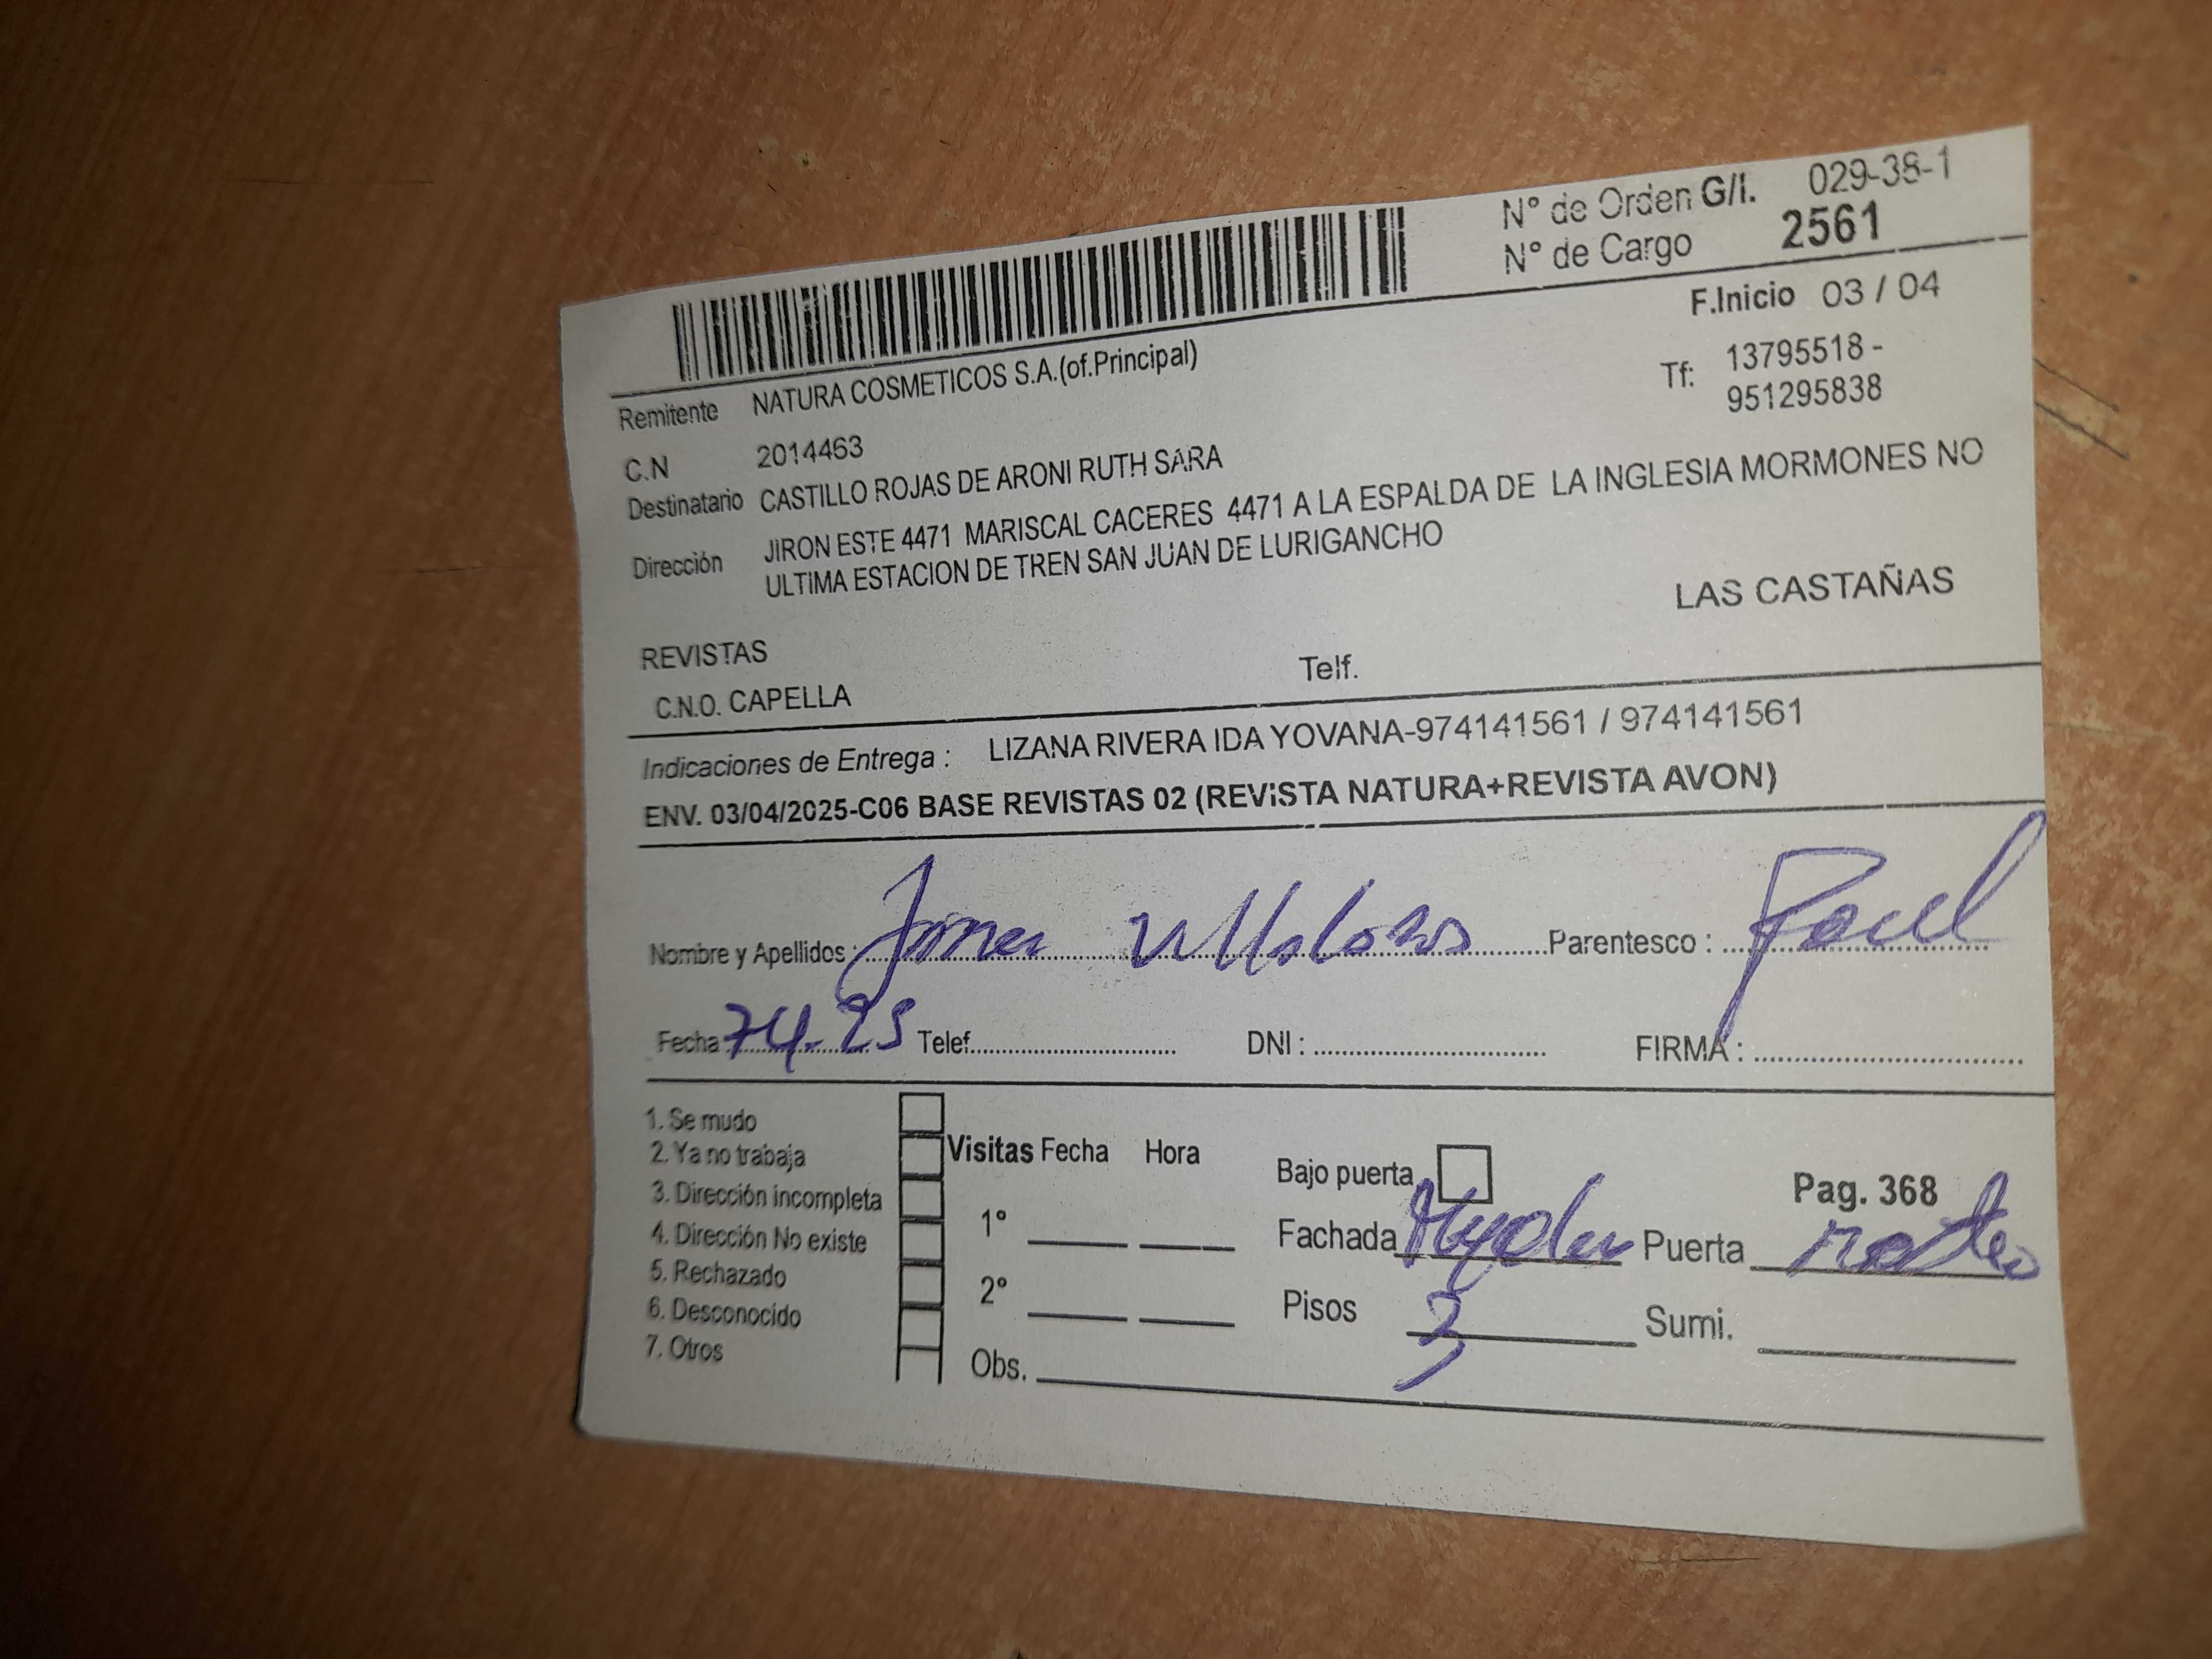 N° de Orden G/I. 029-38-1
N° de Cargo 2561
F.Inicio 03 / 04
Remitente NATURA COSMETICOS S.A.(of.Principal)
Tf: 13795518 -
951295838
C.N 2014463
Destinatario CASTILLO ROJAS DE ARONI RUTH SARA
Dirección JIRON ESTE 4471 MARISCAL CACERES 4471 A LA ESPALDA DE LA INGLESIA MORMONES NO
ULTIMA ESTACION DE TREN SAN JUAN DE LURIGANCHO
LAS CASTAÑAS
REVISTAS
C.N.O. CAPELLA Telf.
Indicaciones de Entrega : LIZANA RIVERA IDA YOVANA-974141561 / 974141561
ENV. 03/04/2025-C06 BASE REVISTAS 02 (REVISTA NATURA+REVISTA AVON)
Nombre y Apellidos : Parentesco :
Fecha : Telef. DNI : FIRMA :
1. Se mudo
2. Ya no trabaja
3. Dirección incompleta
4. Dirección No existe
5. Rechazado
6. Desconocido
7. Otros
Visitas Fecha Hora
1°
2°
Obs.
Bajo puerta
Pag. 368
Fachada Puerta
Pisos 3 Sumi.